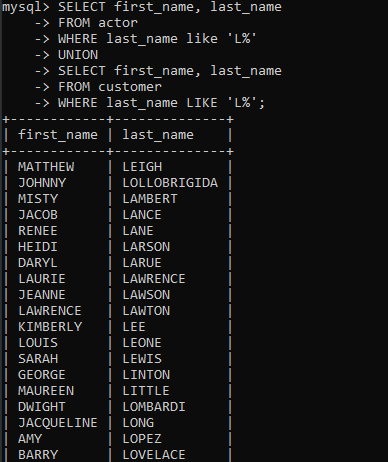 mysql> SELECT first_name, last_name
    -> FROM actor
    -> WHERE last_name like 'L%'
    -> UNION
    -> SELECT first_name, last_name
    -> FROM customer
    -> WHERE last_name LIKE 'L%';
+------------+--------------+
| first_name | last_name    |
+------------+--------------+
| MATTHEW    | LEIGH        |
| JOHNNY     | LOLLOBRIGIDA |
| MISTY      | LAMBERT      |
| JACOB      | LANCE        |
| RENEE      | LANE         |
| HEIDI      | LARSON       |
| DARYL      | LARUE        |
| LAURIE     | LAWRENCE     |
| JEANNE     | LAWSON       |
| LAWRENCE   | LAWTON       |
| KIMBERLY   | LEE          |
| LOUIS      | LEONE        |
| SARAH      | LEWIS        |
| GEORGE     | LINTON       |
| MAUREEN    | LITTLE       |
| DWIGHT     | LOMBARDI     |
| JACQUELINE | LONG         |
| AMY        | LOPEZ        |
| BARRY      | LOVELACE     |